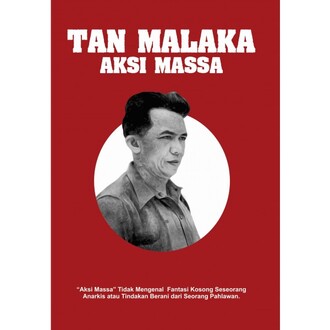 TAN MALAKA
AKSI MASSA
“Aksi Massa” Tidak Mengenal Fantasi Kosong Seseorang
Anarkis atau Tindakan Berani dari Seorang Pahlawan.